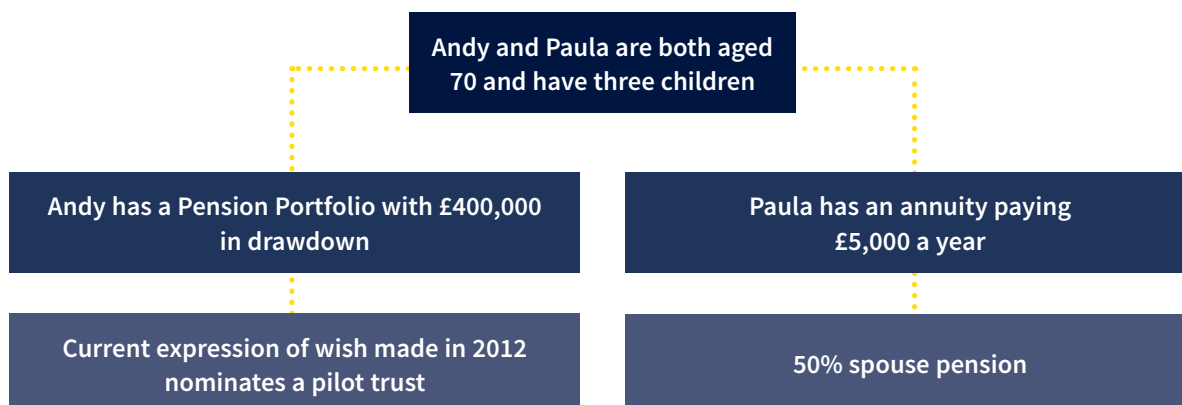 Andy and Paula are both aged
70 and have three children
Andy has a Pension Portfolio with £400,000
in drawdown
Paula has an annuity paying
£5,000 a year
Current expression of wish made in 2012
nominates a pilot trust
50% spouse pension